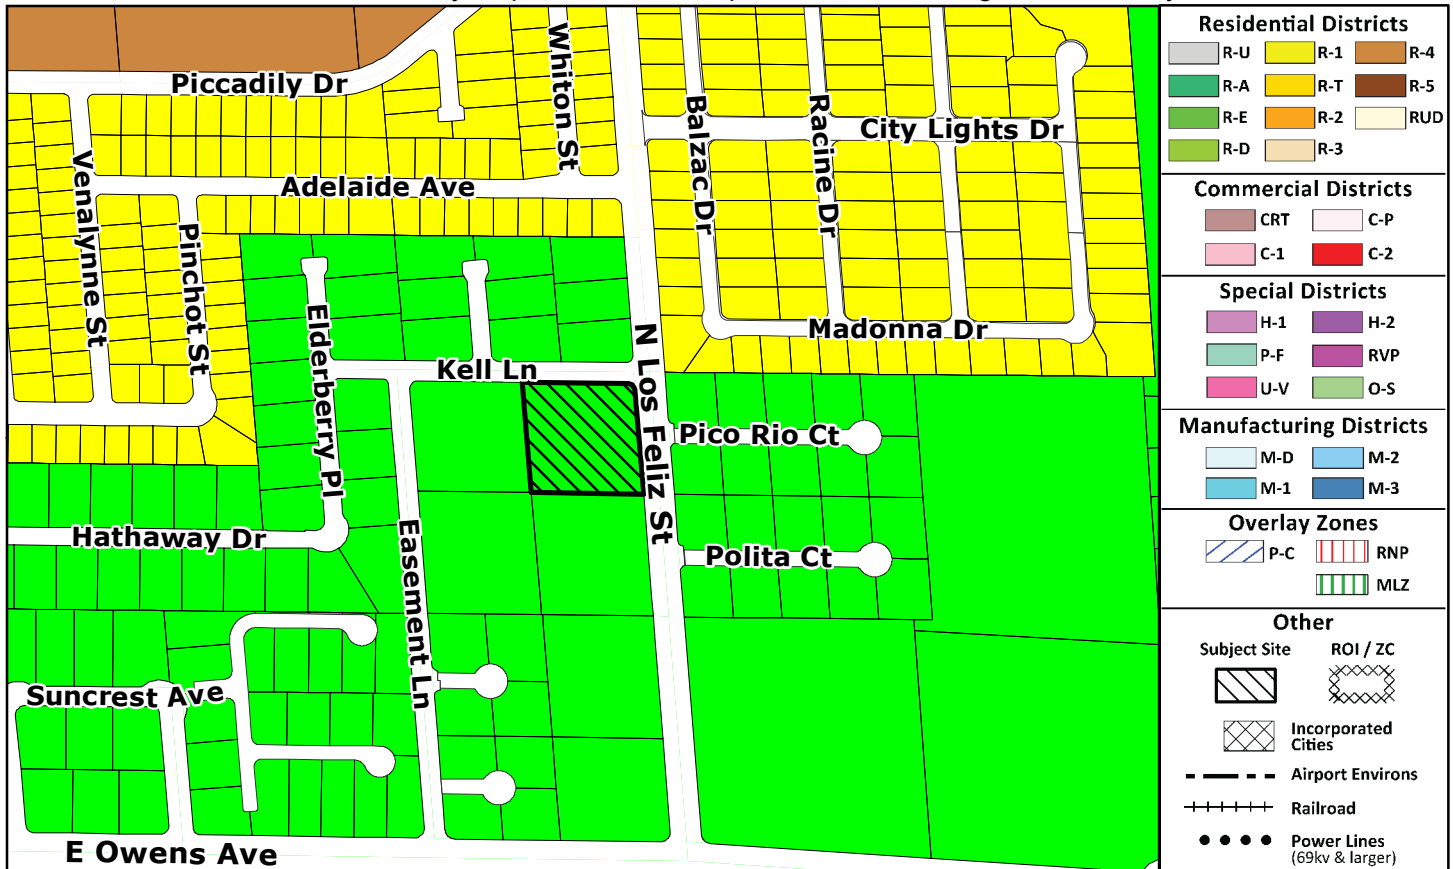 Piccadily Dr
Whiton St
Balzac Dr
Racine Dr
City Lights Dr
Venalynne St
Adelaide Ave
Pinchot St
Elderberry Pl
Madonna Dr
Kell Ln
N Los Feliz St
Pico Rio Ct
Hathaway Dr
Easement Ln
Polita Ct
Suncrest Ave
E Owens Ave
Residential Districts
R-U R-1 R-4
R-A R-T R-5
R-E R-2 RUD
R-D R-3
Commercial Districts
CRT C-P
C-1 C-2
Special Districts
H-1 H-2
P-F RVP
U-V O-S
Manufacturing Districts
M-D M-2
M-1 M-3
Overlay Zones
P-C RNP
MLZ
Other
Subject Site ROI / ZC
Incorporated
Cities
Airport Environs
Railroad
Power Lines
(69kv & larger)